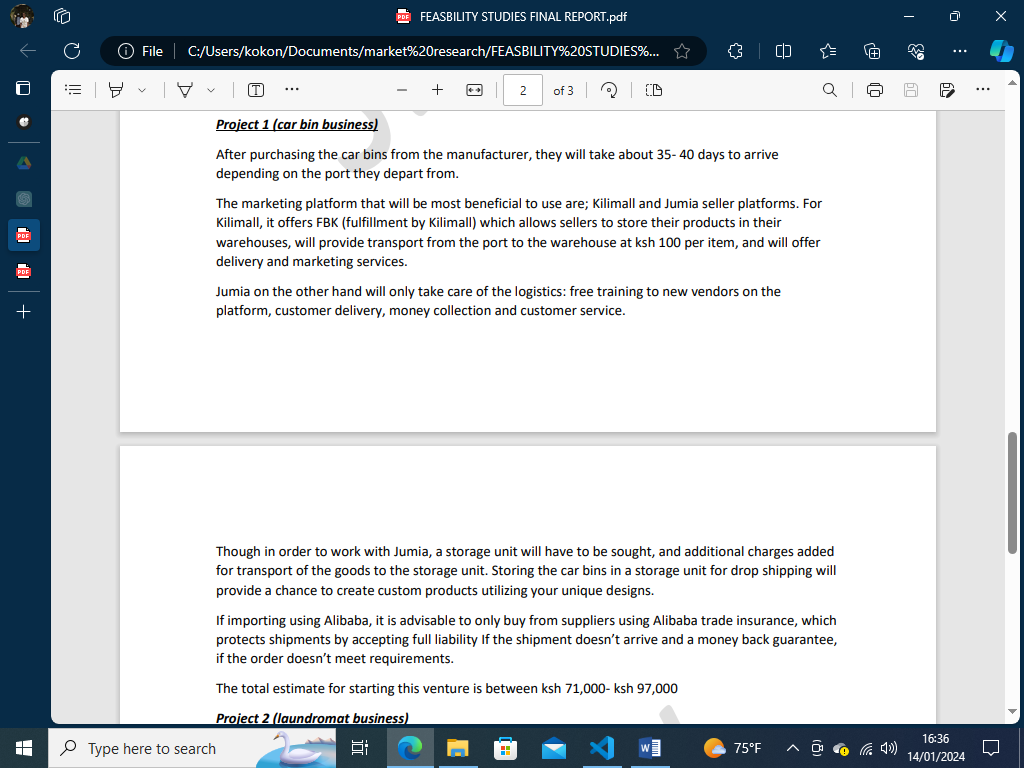 FEASBILITY STUDIES FINAL REPORT.pdf
File
C:/Users/kokon/Documents/market%20research/FEASBILITY%20STUDIES%...
2
of 3
Project 1 (car bin business)
After purchasing the car bins from the manufacturer, they will take about 35- 40 days to arrive
depending on the port they depart from.
The marketing platform that will be most beneficial to use are; Kilimall and Jumia seller platforms. For
Kilimall, it offers FBK (fulfillment by Kilimall) which allows sellers to store their products in their
warehouses, will provide transport from the port to the warehouse at ksh 100 per item, and will offer
delivery and marketing services.
Jumia on the other hand will only take care of the logistics: free training to new vendors on the
platform, customer delivery, money collection and customer service.
Though in order to work with Jumia, a storage unit will have to be sought, and additional charges added
for transport of the goods to the storage unit. Storing the car bins in a storage unit for drop shipping will
provide a chance to create custom products utilizing your unique designs.
If importing using Alibaba, it is advisable to only buy from suppliers using Alibaba trade insurance, which
protects shipments by accepting full liability If the shipment doesn’t arrive and a money back guarantee,
if the order doesn’t meet requirements.
The total estimate for starting this venture is between ksh 71,000- ksh 97,000
Project 2 (laundromat business)
Type here to search
75°F
16:36
14/01/2024